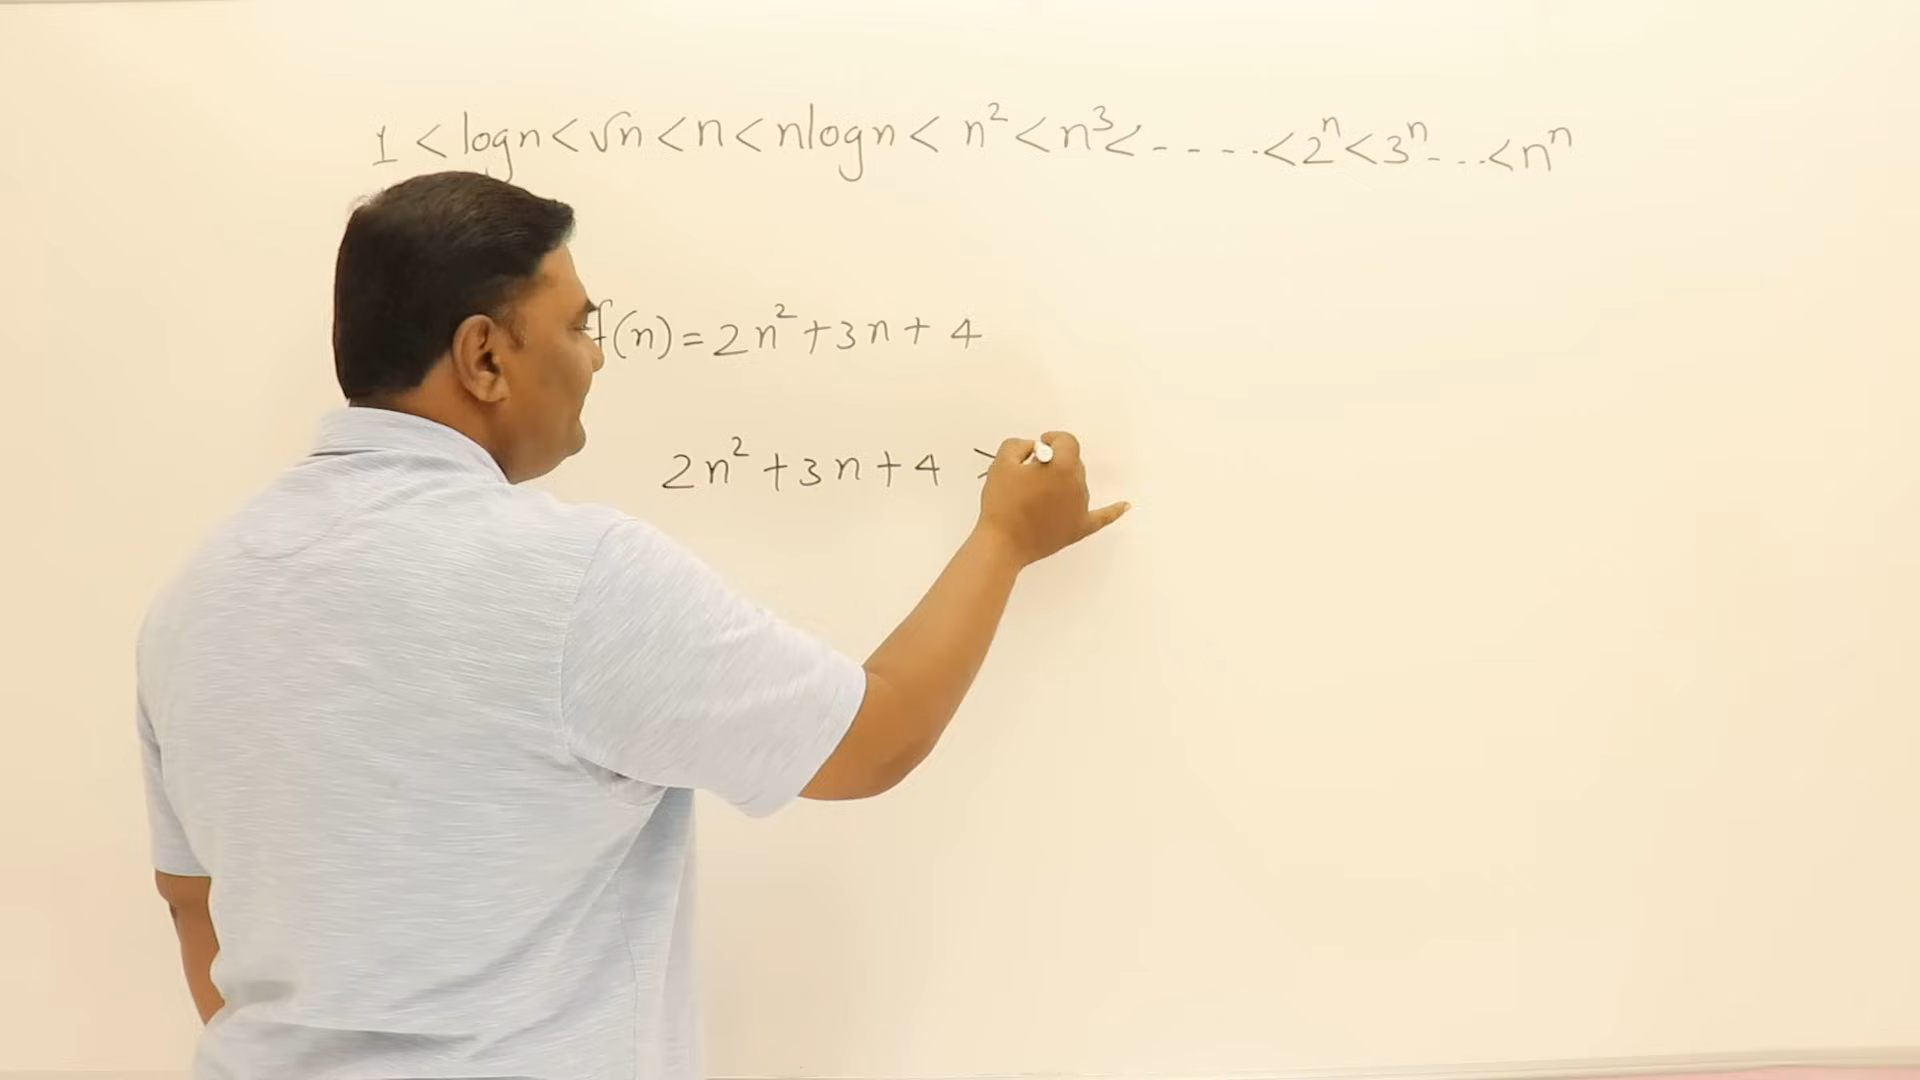 1 < logn < √n < n < nlogn < n² < n³ < - - - - . < 2ⁿ < 3ⁿ - . . . < nⁿ
f(n) = 2n² + 3n + 4
2n² + 3n + 4 >